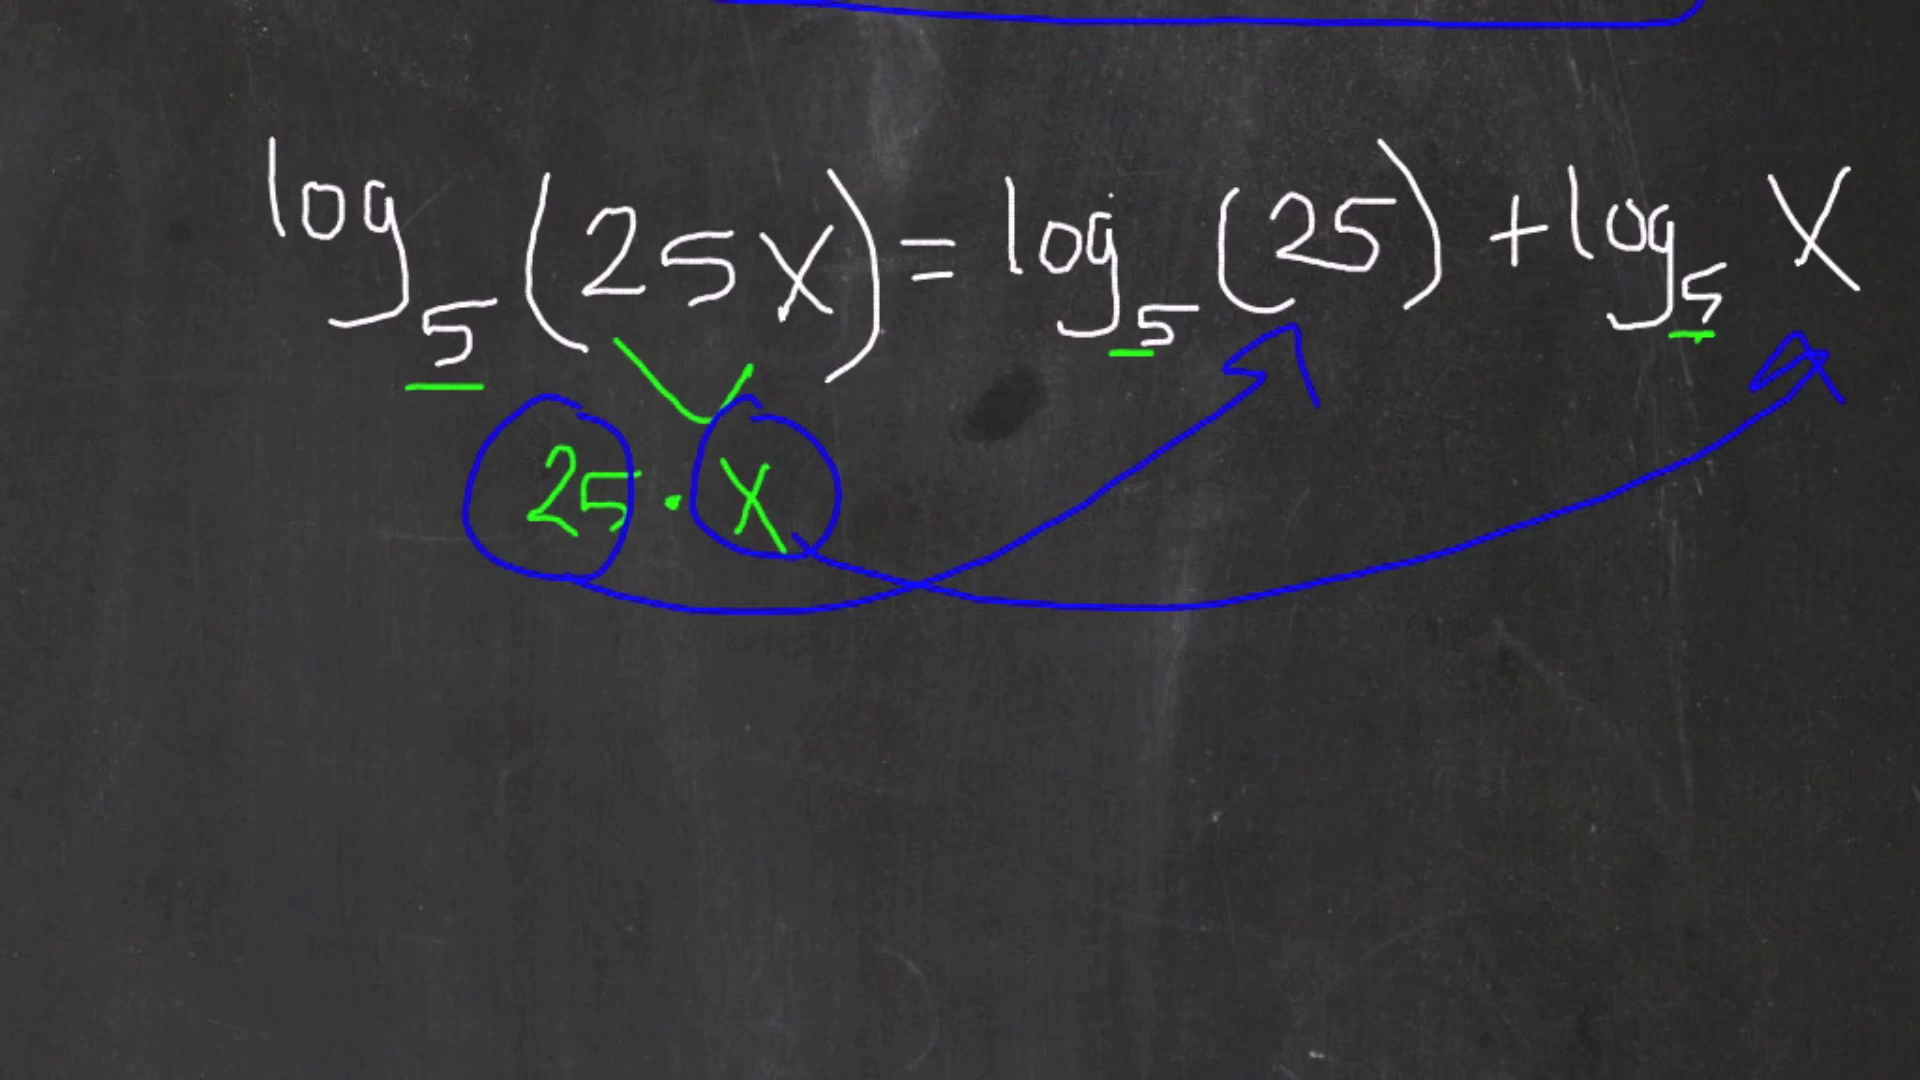 log₅(25x) = log₅(25) + log₅ x
25 · x